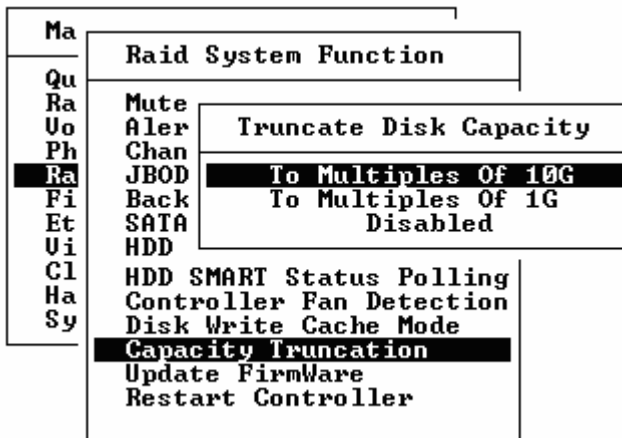 Ma
Qu
Ra
Vo
Ph
Ra
Fi
Et
Vi
Cl
Ha
Sy
Raid System Function
Mute
Aler
Chan
JBOD
Back
SATA
HDD
HDD SMART Status Polling
Controller Fan Detection
Disk Write Cache Mode
Capacity Truncation
Update FirmWare
Restart Controller
Truncate Disk Capacity
To Multiples Of 10G
To Multiples Of 1G
Disabled